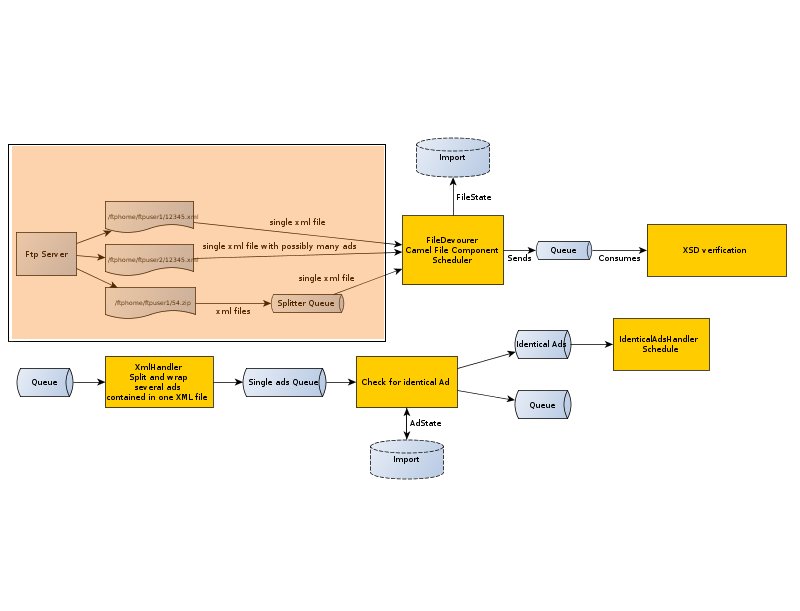 Import
FileState
/ftphome/ftpuser1/12345.xml
single xml file
FileDevourer
Camel File Component
Scheduler
single xml file with possibly many ads
Ftp Server
/ftphome/ftpuser2/12345.xml
Sends
Queue
Consumes
XSD verification
single xml file
/ftphome/ftpuser1/54.zip
xml files
Splitter Queue
Identical Ads
IdenticalAdsHandler
Schedule
Queue
XmlHandler
Split and wrap
several ads
contained in one XML file
Single ads Queue
Check for identical Ad
Queue
AdState
Import